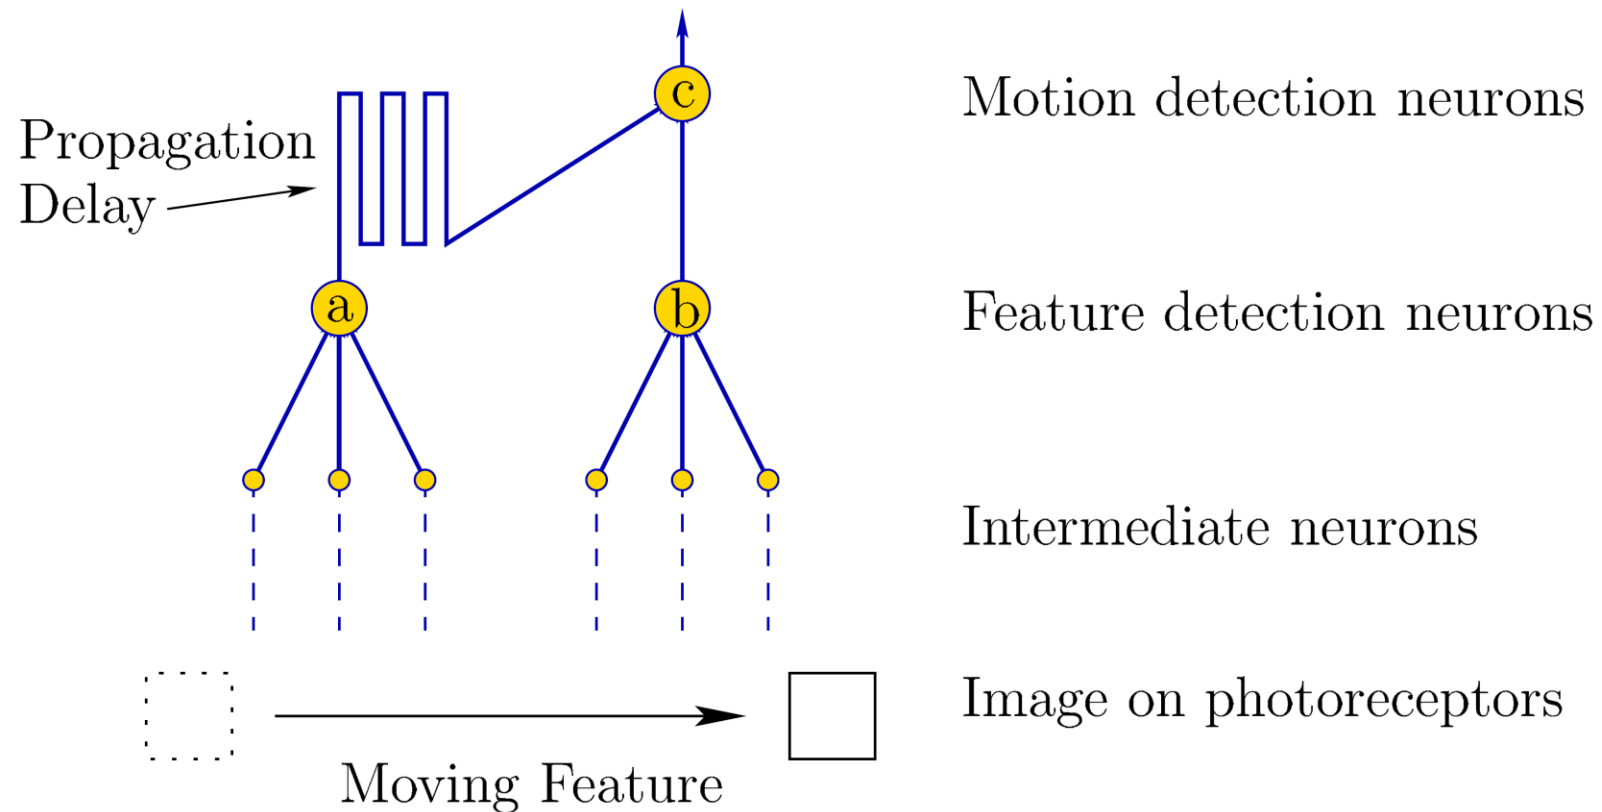 c
Motion detection neurons
Propagation
Delay
a
b
Feature detection neurons
Intermediate neurons
Image on photoreceptors
Moving Feature